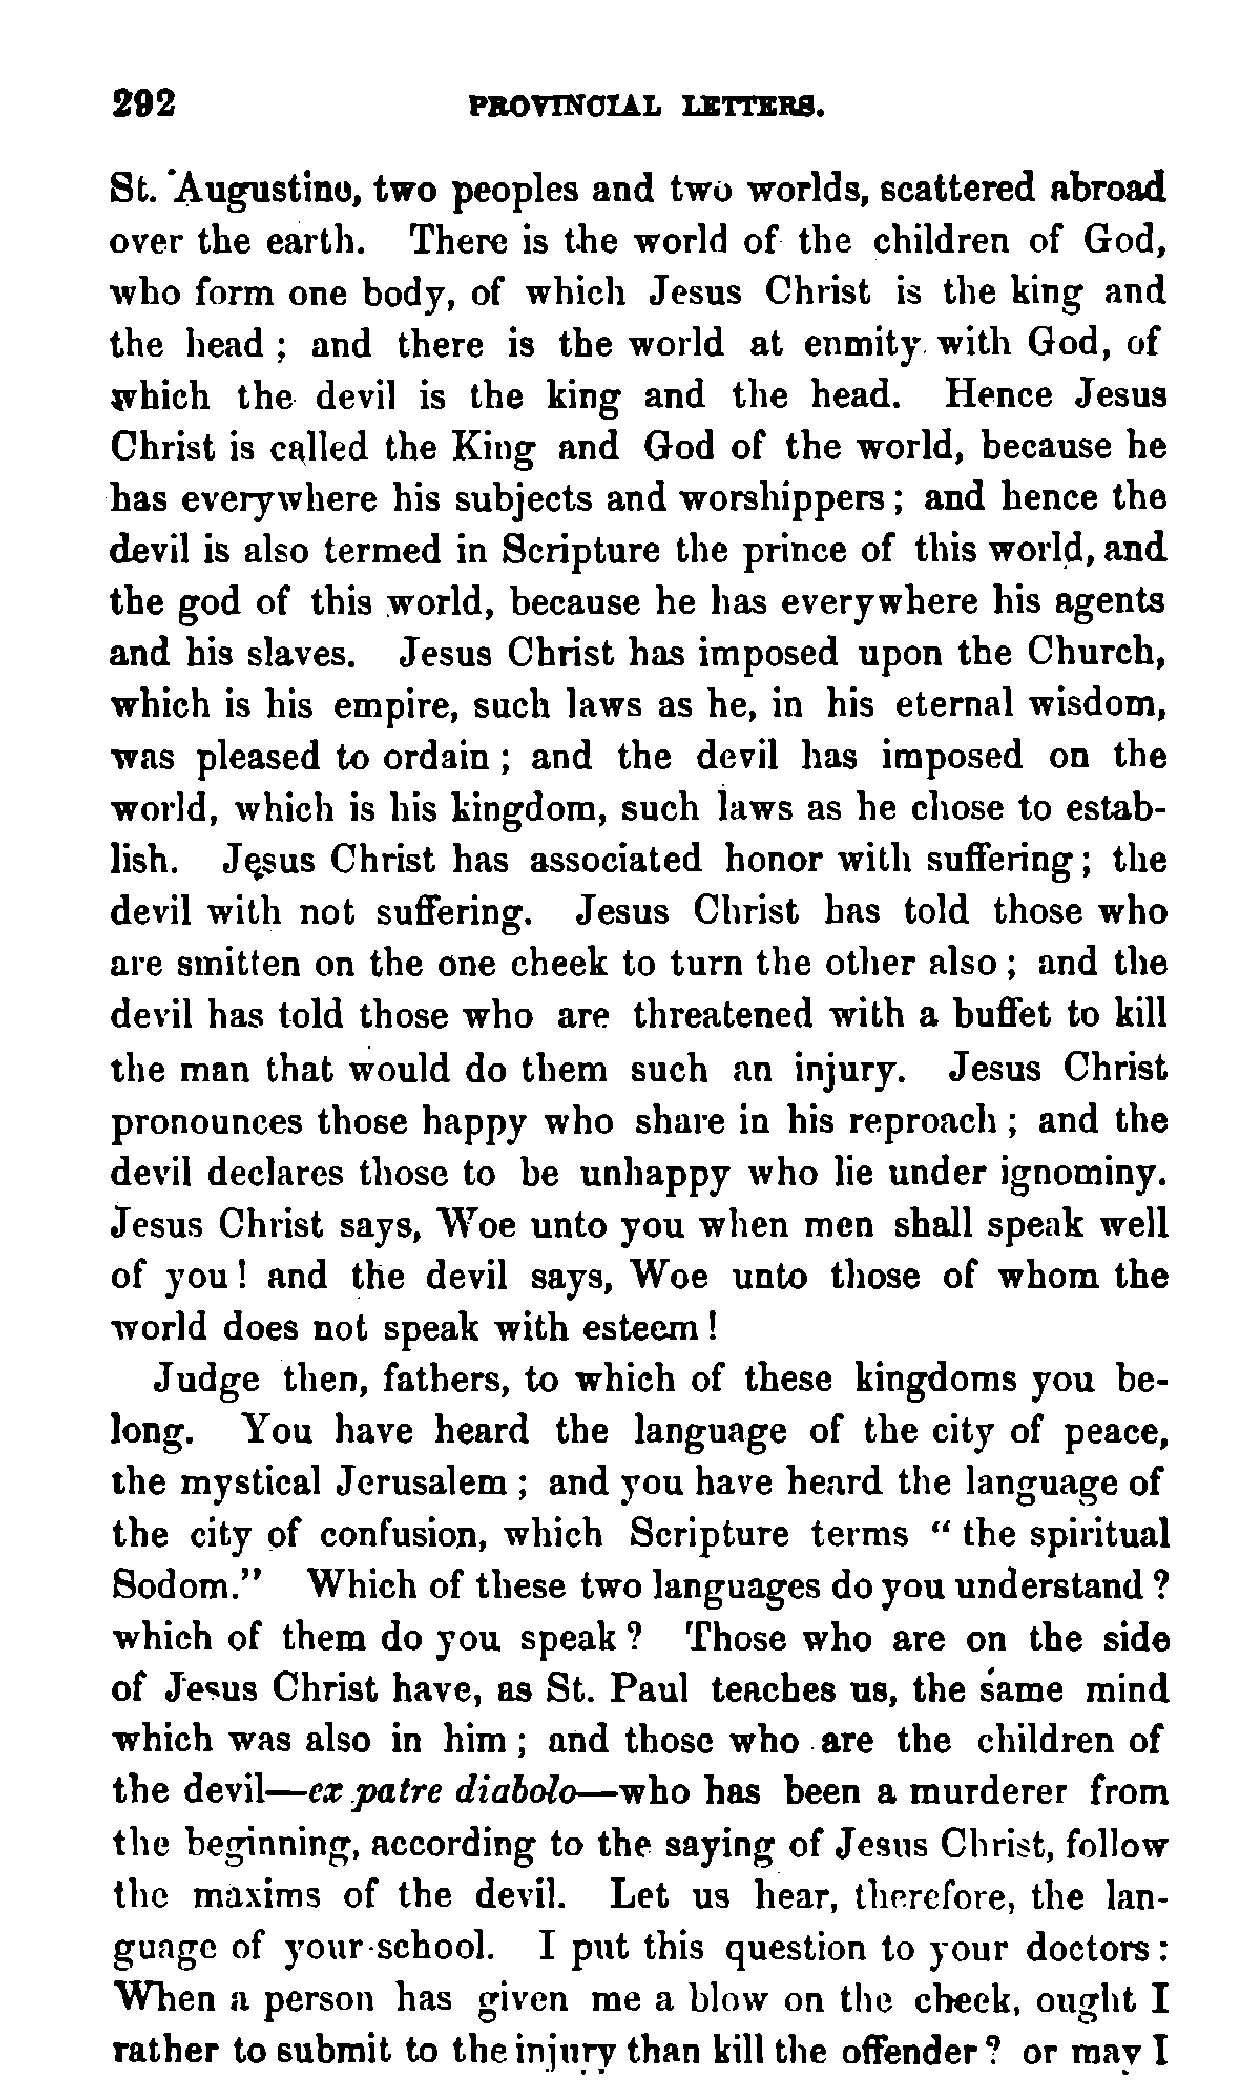 292 PROVINCIAL LETTERS.
St. Augustine, two peoples and two worlds, scattered abroad
over the earth. There is the world of the children of God,
who form one body, of which Jesus Christ is the king and
the head ; and there is the world at enmity with God, of
which the devil is the king and the head. Hence Jesus
Christ is called the King and God of the world, because he
has everywhere his subjects and worshippers ; and hence the
devil is also termed in Scripture the prince of this world, and
the god of this world, because he has everywhere his agents
and his slaves. Jesus Christ has imposed upon the Church,
which is his empire, such laws as he, in his eternal wisdom,
was pleased to ordain ; and the devil has imposed on the
world, which is his kingdom, such laws as he chose to estab-
lish. Jesus Christ has associated honor with suffering ; the
devil with not suffering. Jesus Christ has told those who
are smitten on the one cheek to turn the other also ; and the
devil has told those who are threatened with a buffet to kill
the man that would do them such an injury. Jesus Christ
pronounces those happy who share in his reproach ; and the
devil declares those to be unhappy who lie under ignominy.
Jesus Christ says, Woe unto you when men shall speak well
of you ! and the devil says, Woe unto those of whom the
world does not speak with esteem !
Judge then, fathers, to which of these kingdoms you be-
long. You have heard the language of the city of peace,
the mystical Jerusalem ; and you have heard the language of
the city of confusion, which Scripture terms “ the spiritual
Sodom.” Which of these two languages do you understand ?
which of them do you speak ? Those who are on the side
of Jesus Christ have, as St. Paul teaches us, the same mind
which was also in him ; and those who are the children of
the devil—ex patre diabolo—who has been a murderer from
the beginning, according to the saying of Jesus Christ, follow
the maxims of the devil. Let us hear, therefore, the lan-
guage of your school. I put this question to your doctors :
When a person has given me a blow on the cheek, ought I
rather to submit to the injury than kill the offender ? or may I